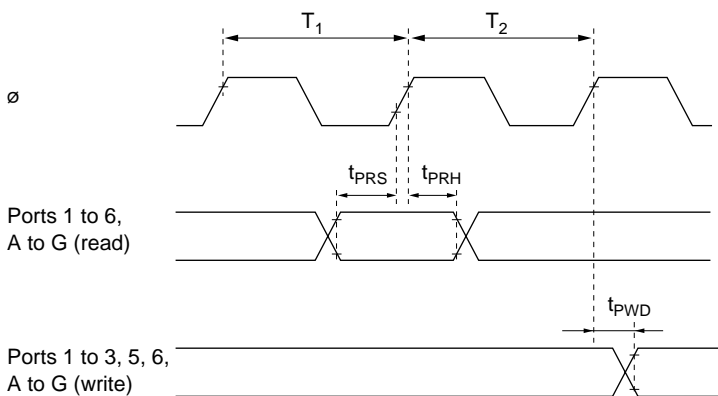 T₁ T₂
ø
tPRS tPRH
Ports 1 to 6,
A to G (read)
tPWD
Ports 1 to 3, 5, 6,
A to G (write)